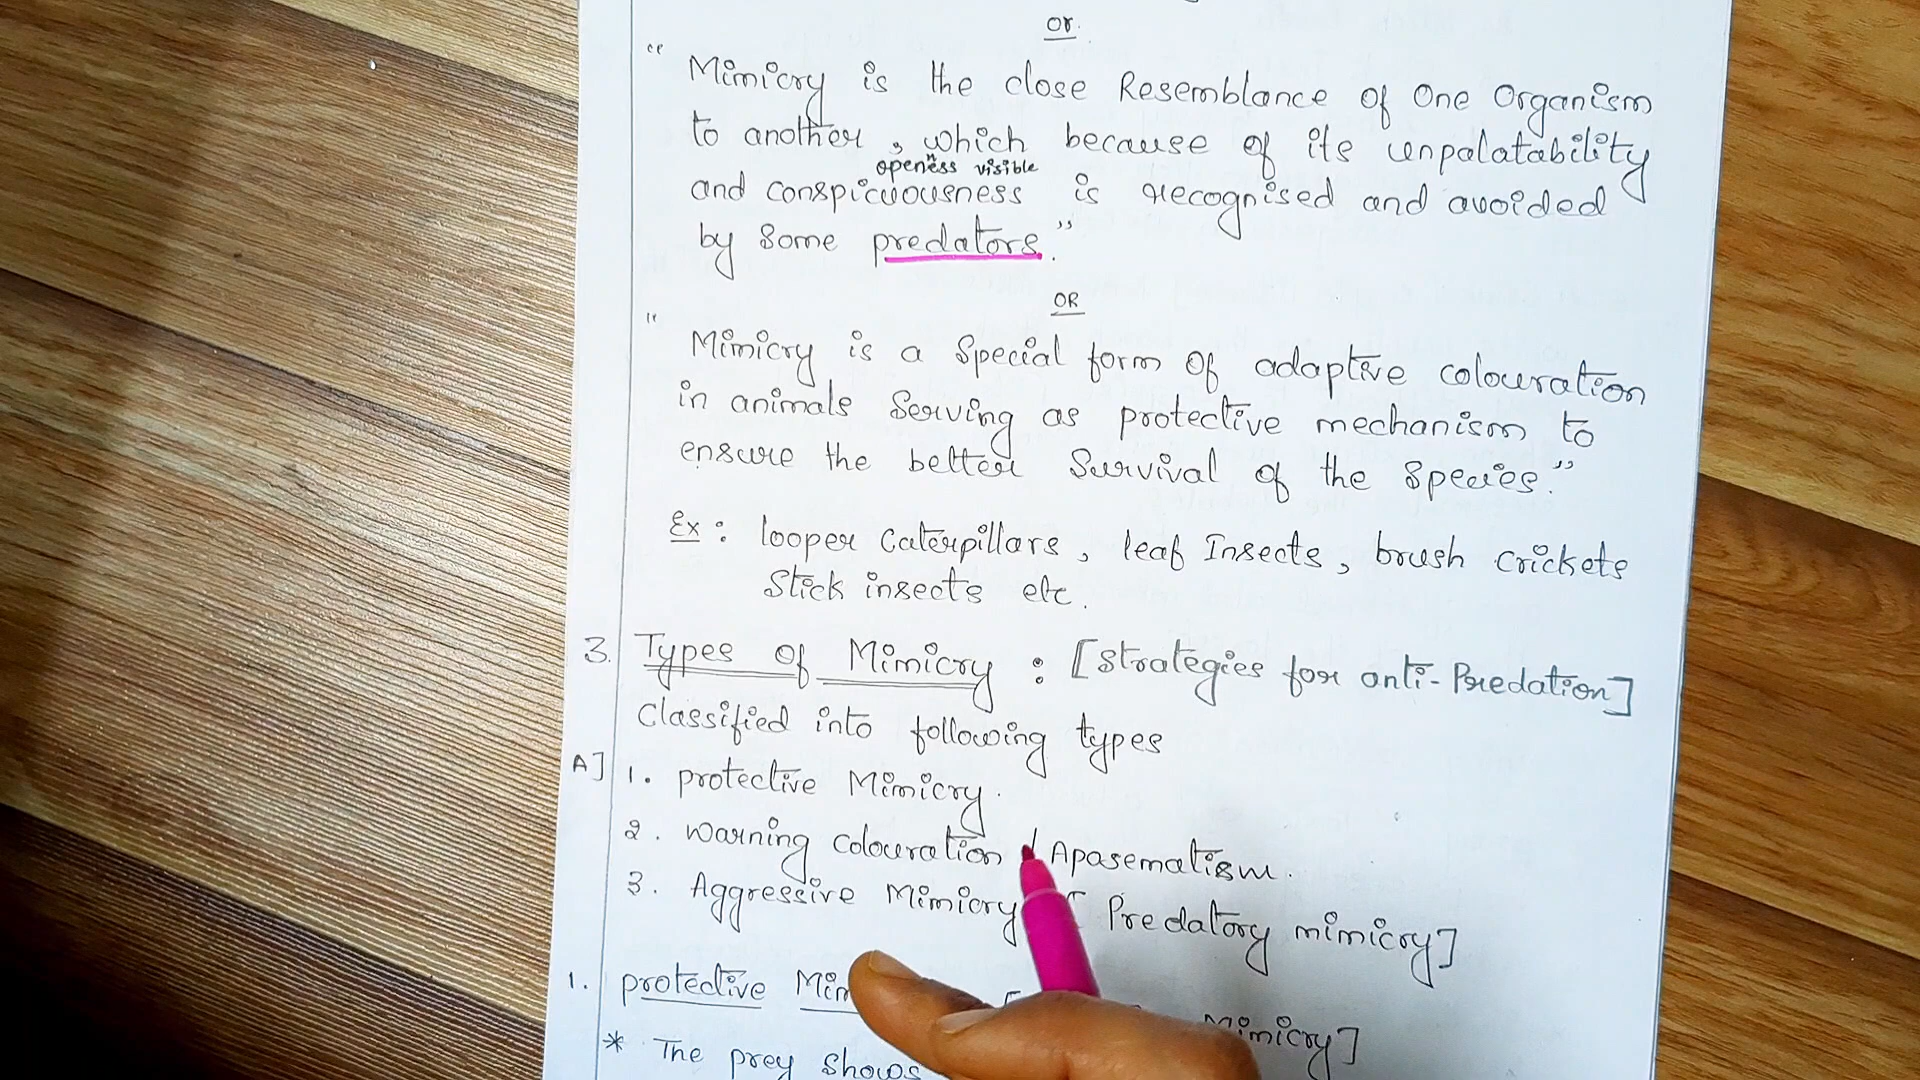 or.
" Mimicry is the close Resemblance of One Organism
to another, which because of its unpalatability
openness visible
and conspicuousness is recognised and avoided
by some predators."
OR
" Mimicry is a Special form of adaptive colouration
in animals Serving as protective mechanism to
ensure the better Survival of the Species."
Ex: looper Caterpillars, leaf Insects, brush crickets
Stick insects etc.
3. Types of Mimicry : [Strategies for anti-Predation]
Classified into following types
A] 1. protective Mimicry.
2. Warning Colouration / Aposematism.
3. Aggressive Mimicry [ Predatory mimicry]
1. protective mimicry]
* The prey shows